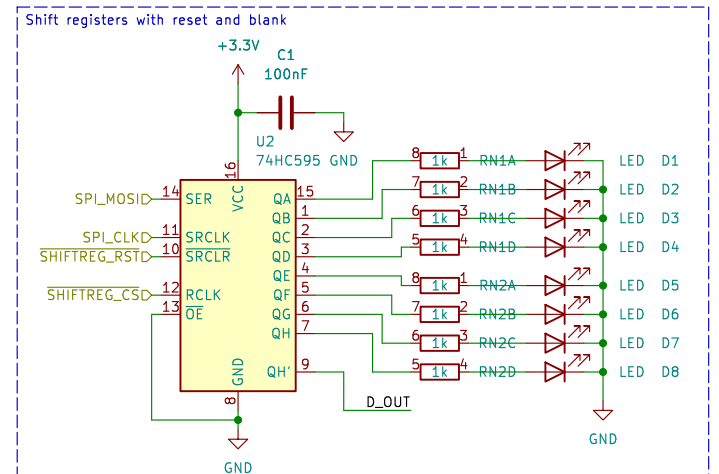 Shift registers with reset and blank
+3.3V
C1
100nF
GND
U2
74HC595
16
VCC
SPI_MOSI 14 SER QA 15
QB 1
SPI_CLK 11 SRCLK QC 2
SHIFTREG_RST 10 SRCLR QD 3
QE 4
SHIFTREG_CS 12 RCLK QF 5
13 OE QG 6
QH 7
GND QH' 9
8
D_OUT
GND
8 1k 1 RN1A LED D1
7 1k 2 RN1B LED D2
6 1k 3 RN1C LED D3
5 1k 4 RN1D LED D4
8 1k 1 RN2A LED D5
7 1k 2 RN2B LED D6
6 1k 3 RN2C LED D7
5 1k 4 RN2D LED D8
GND